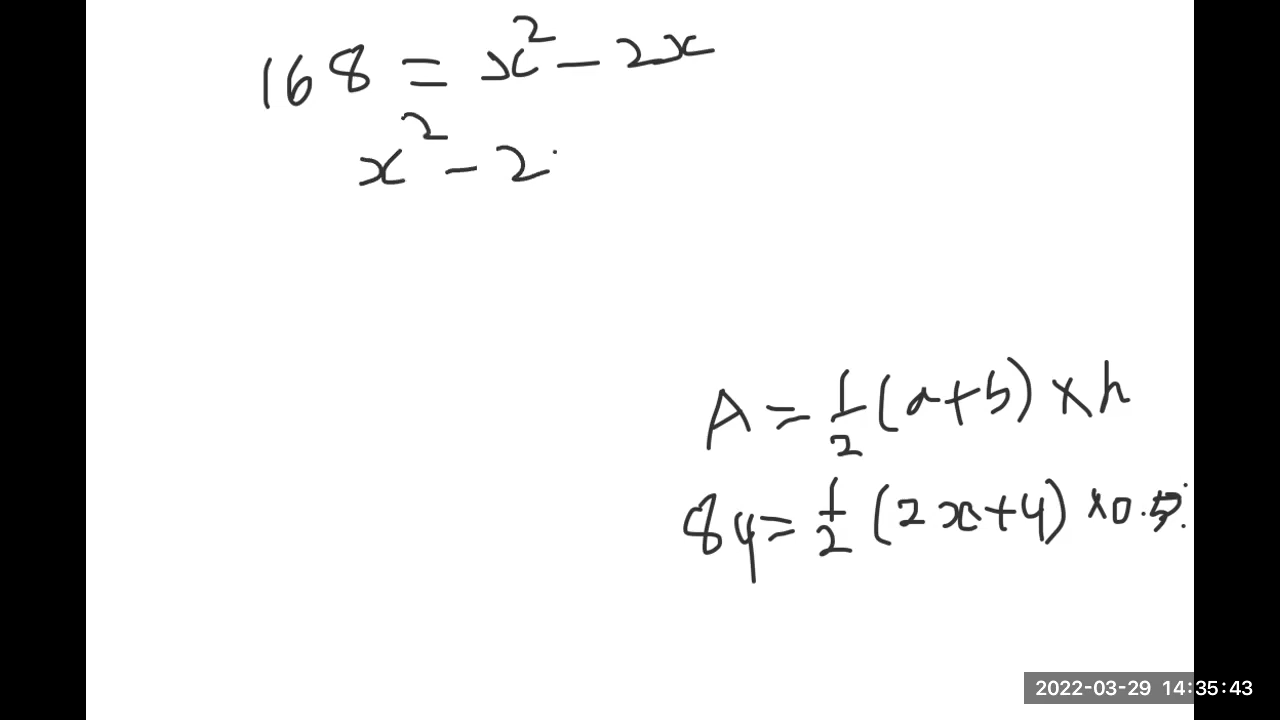 168 = x² - 2x
x² - 2
A = 1/2 (a+b) × h
84 = 1/2 (2x+4) × 0.5
2022-03-29 14:35:43